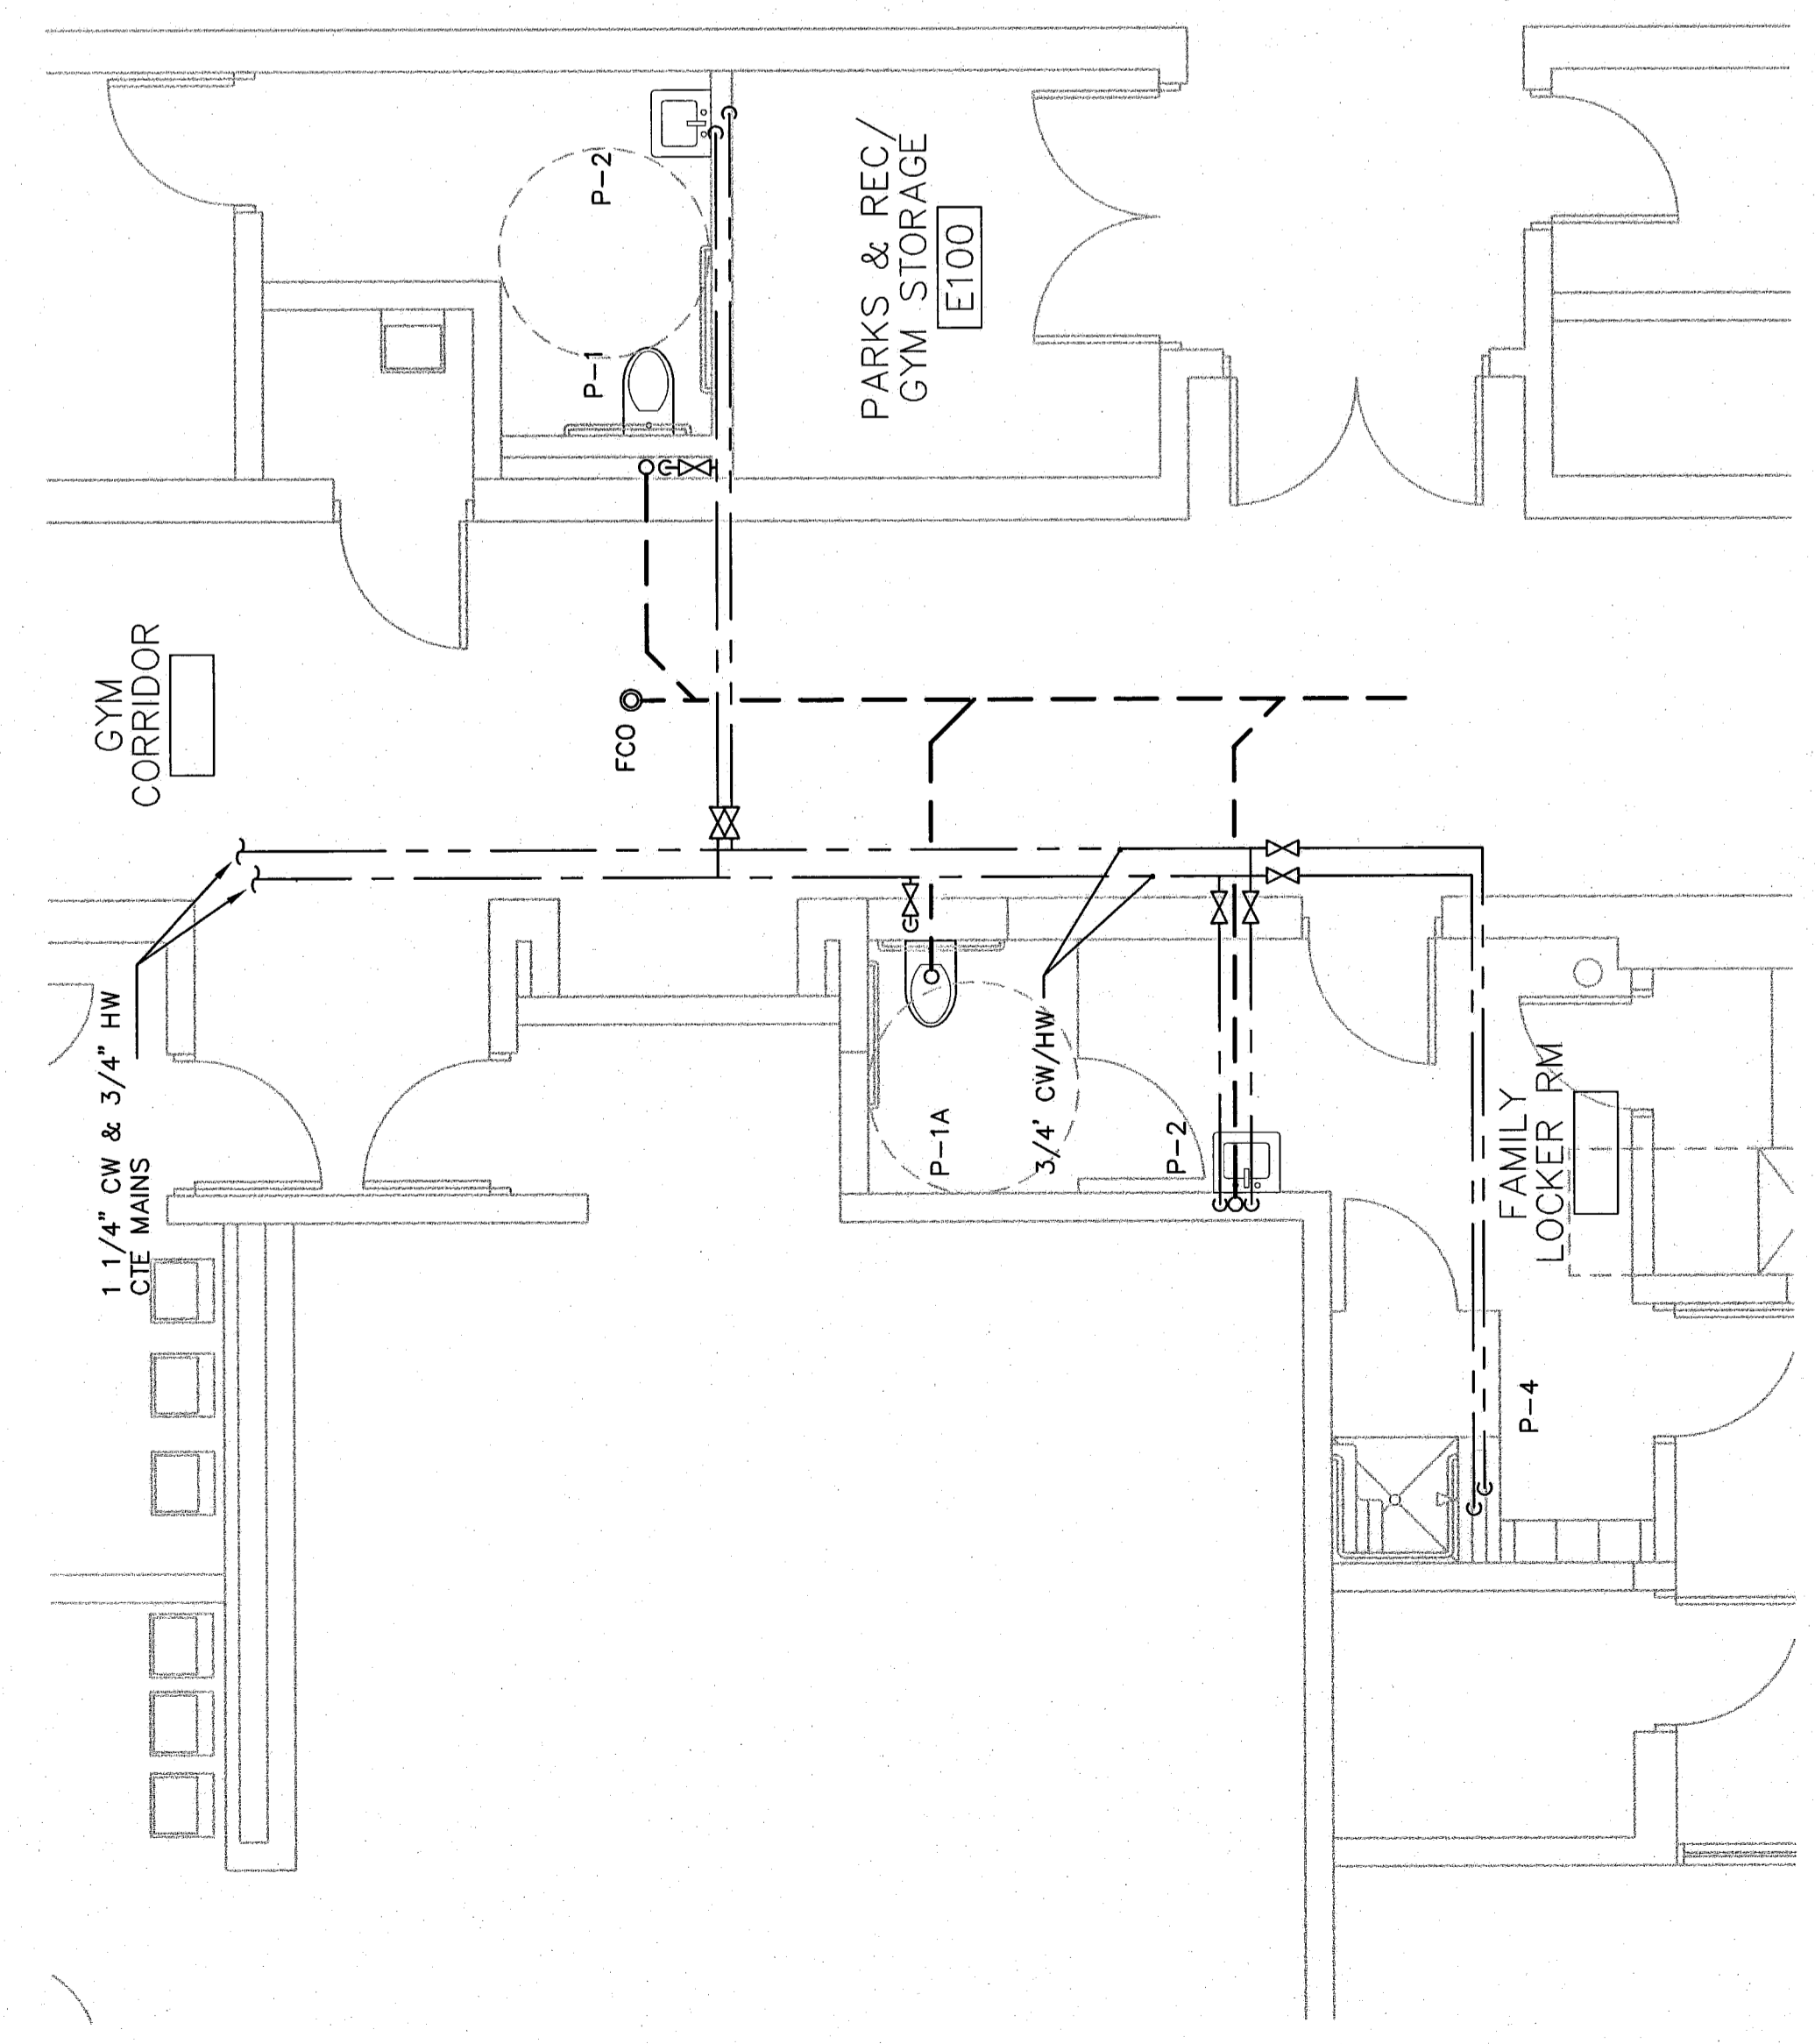 GYM
CORRIDOR
1 1/4" CW & 3/4" HW
CTE MAINS
P-1
P-2
FCO
PARKS & REC/
GYM STORAGE
E100
P-1A
3/4' CW/HW
P-2
FAMILY
LOCKER RM
P-4